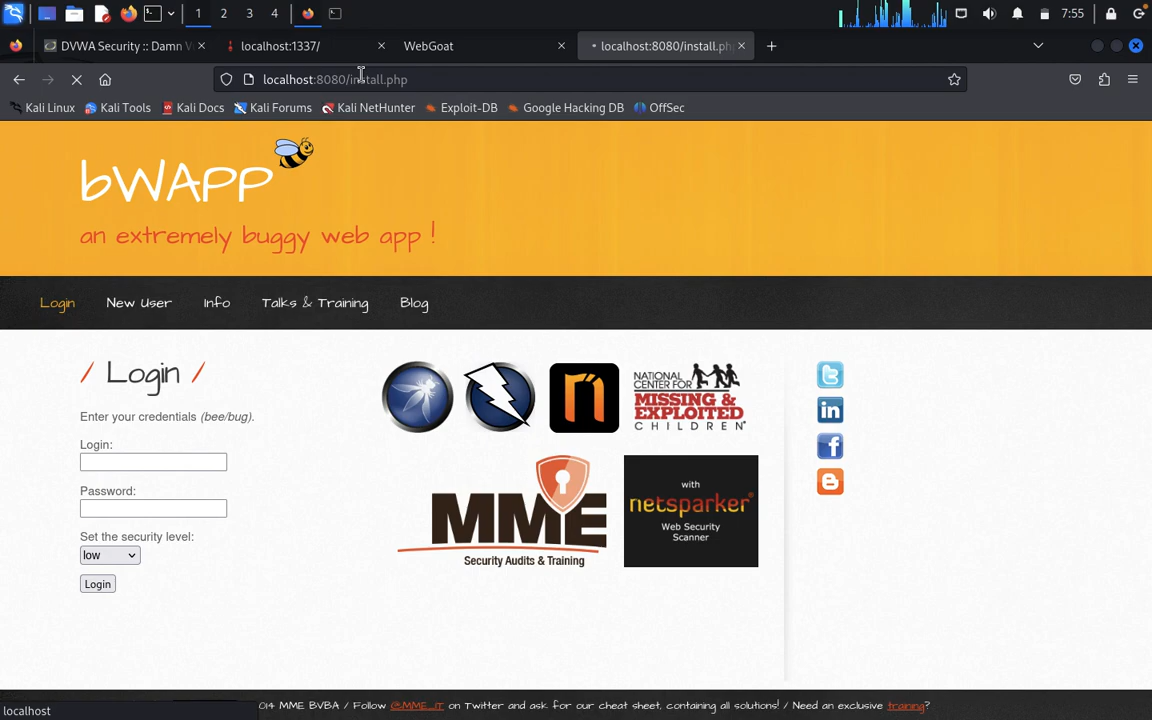 7:55
1 2 3 4
DVWA Security :: Damn V
localhost:1337/
WebGoat
localhost:8080/install.ph
localhost:8080/install.php
Kali Linux Kali Tools Kali Docs Kali Forums Kali NetHunter Exploit-DB Google Hacking DB OffSec
bWAPP
an extremely buggy web app !
Login New User Info Talks & Training Blog
/ Login /
Enter your credentials (bee/bug).
Login:
Password:
Set the security level:
low
Login
NATIONAL
CENTER FOR
MISSING &
EXPLOITED
CHILDREN
MME
Security Audits & Training
with
netsparker
Web Security
Scanner
localhost
014 MME BVBA / Follow @MME_IT on Twitter and ask for our cheat sheet, containing all solutions! / Need an exclusive training?